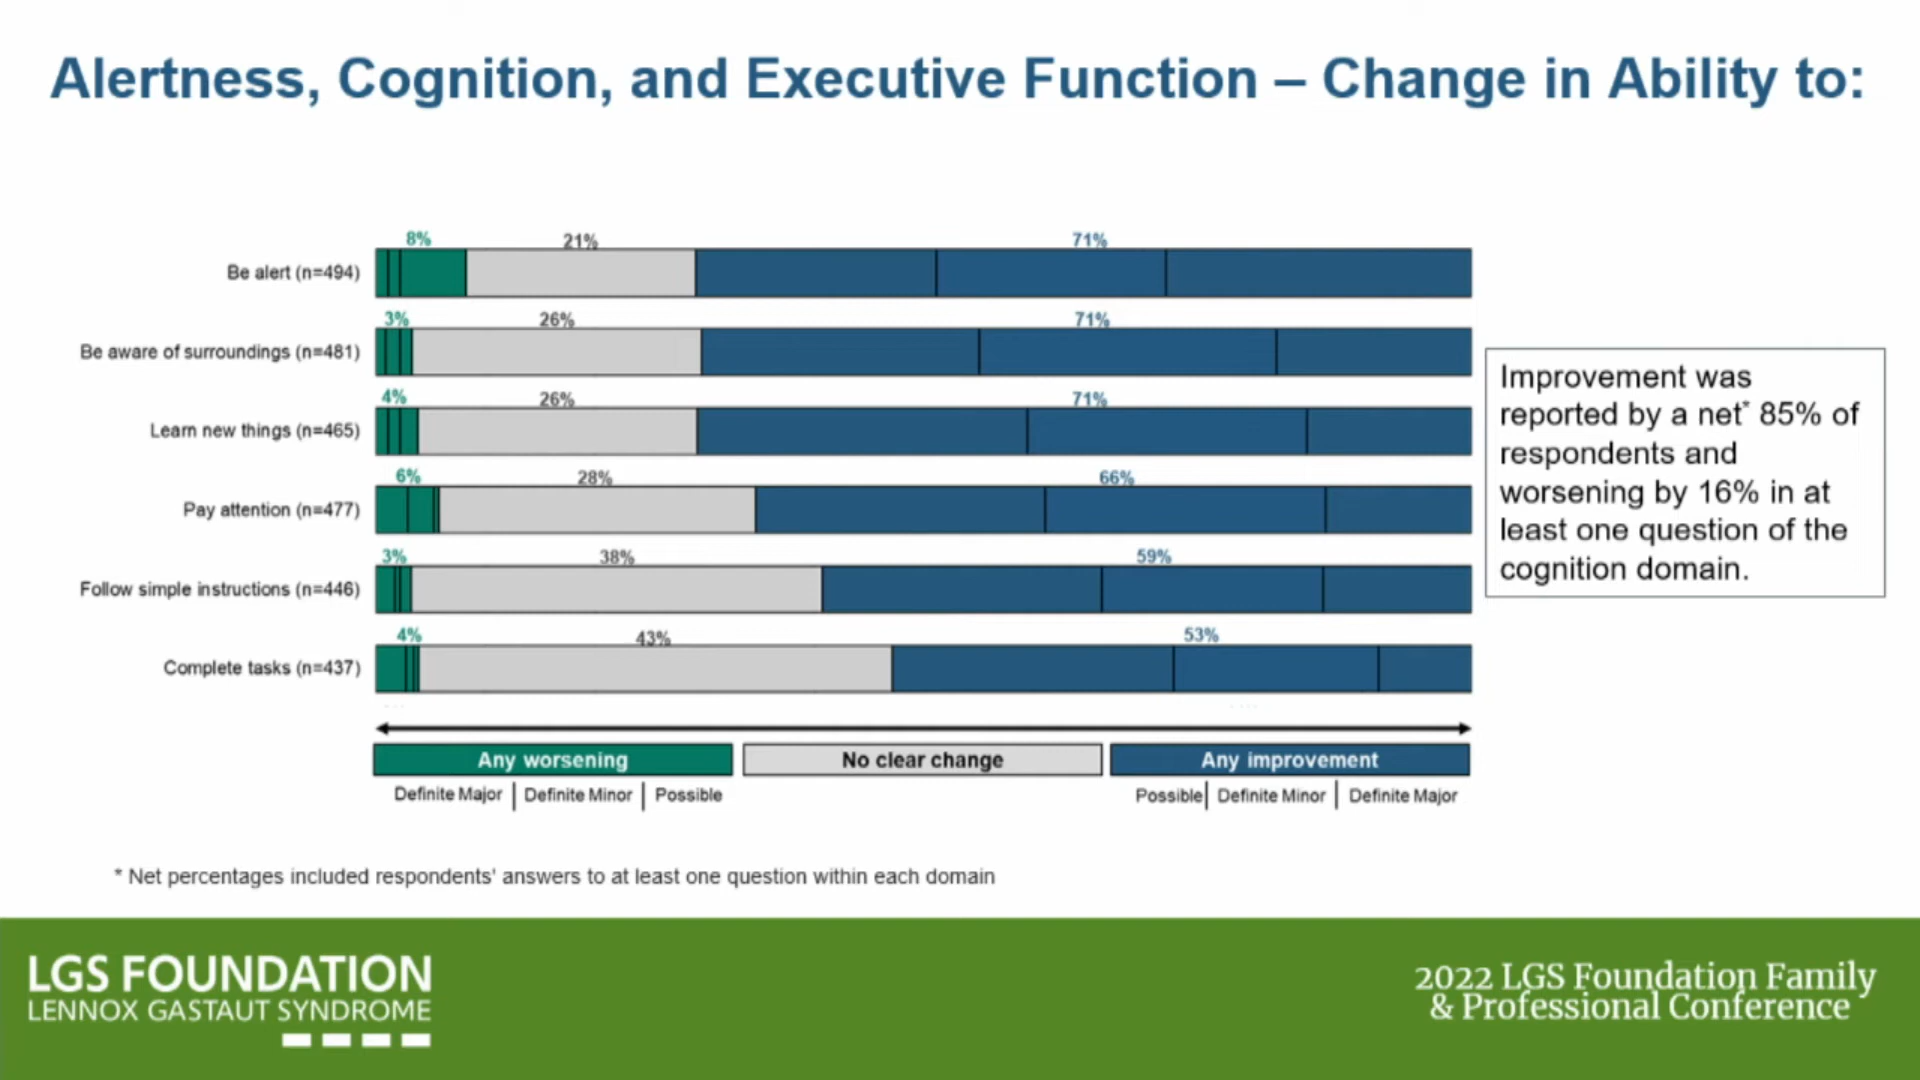 Alertness, Cognition, and Executive Function – Change in Ability to:
8% 21% 71%
Be alert (n=494)
3% 26% 71%
Be aware of surroundings (n=481)
4% 26% 71%
Learn new things (n=465)
6% 28% 66%
Pay attention (n=477)
3% 38% 59%
Follow simple instructions (n=446)
4% 43% 53%
Complete tasks (n=437)
Any worsening
No clear change
Any improvement
Definite Major | Definite Minor | Possible
Possible | Definite Minor | Definite Major
Improvement was
reported by a net* 85% of
respondents and
worsening by 16% in at
least one question of the
cognition domain.
* Net percentages included respondents' answers to at least one question within each domain
LGS FOUNDATION
LENNOX GASTAUT SYNDROME
2022 LGS Foundation Family
& Professional Conference